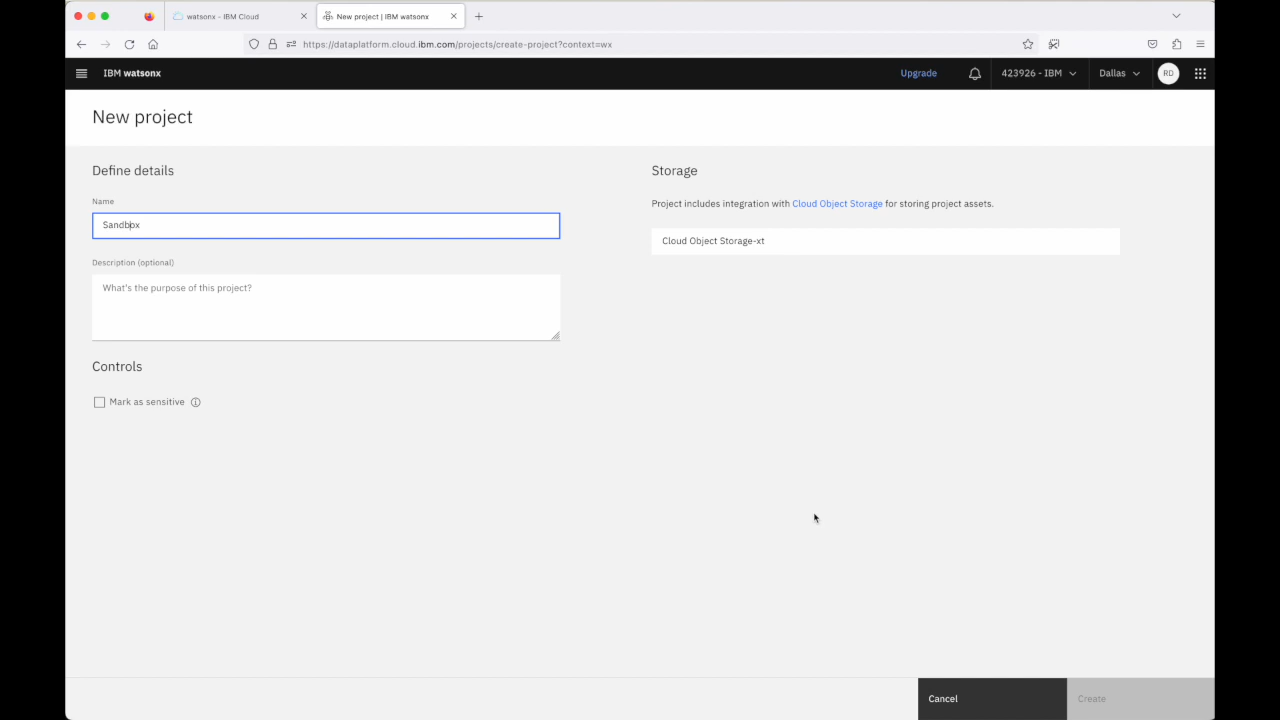 watsonx - IBM Cloud
New project | IBM watsonx
https://dataplatform.cloud.ibm.com/projects/create-project?context=wx
IBM watsonx
Upgrade
423926 - IBM
Dallas
RD
New project
Define details
Name
Sandbox
Description (optional)
What's the purpose of this project?
Controls
Mark as sensitive
Storage
Project includes integration with Cloud Object Storage for storing project assets.
Cloud Object Storage-xt
Cancel
Create